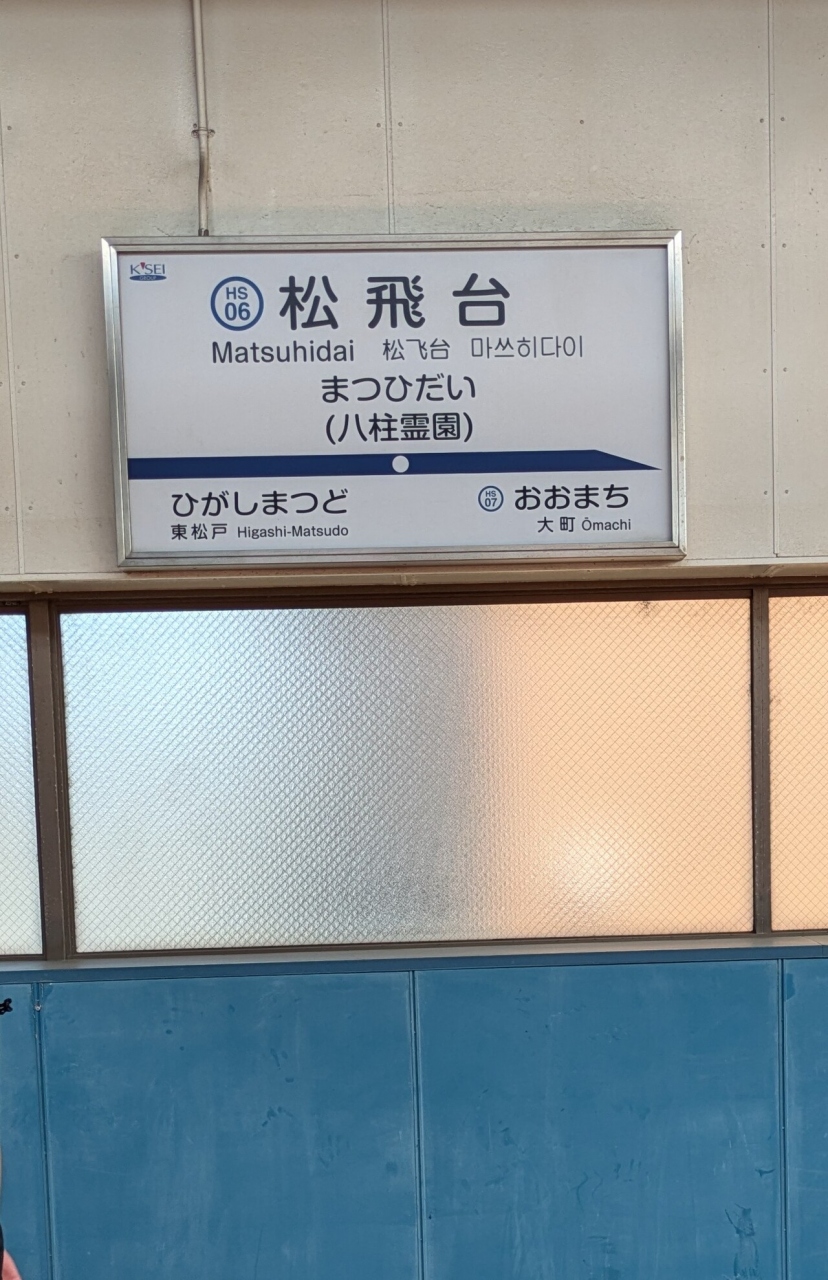 K'SEI
GROUP
HS
06
松飛台
Matsuhidai 松飞台 마쓰히다이
まつひだい
(八柱霊園)
ひがしまつど
東松戸 Higashi-Matsudo
HS
07
おおまち
大町 Ōmachi